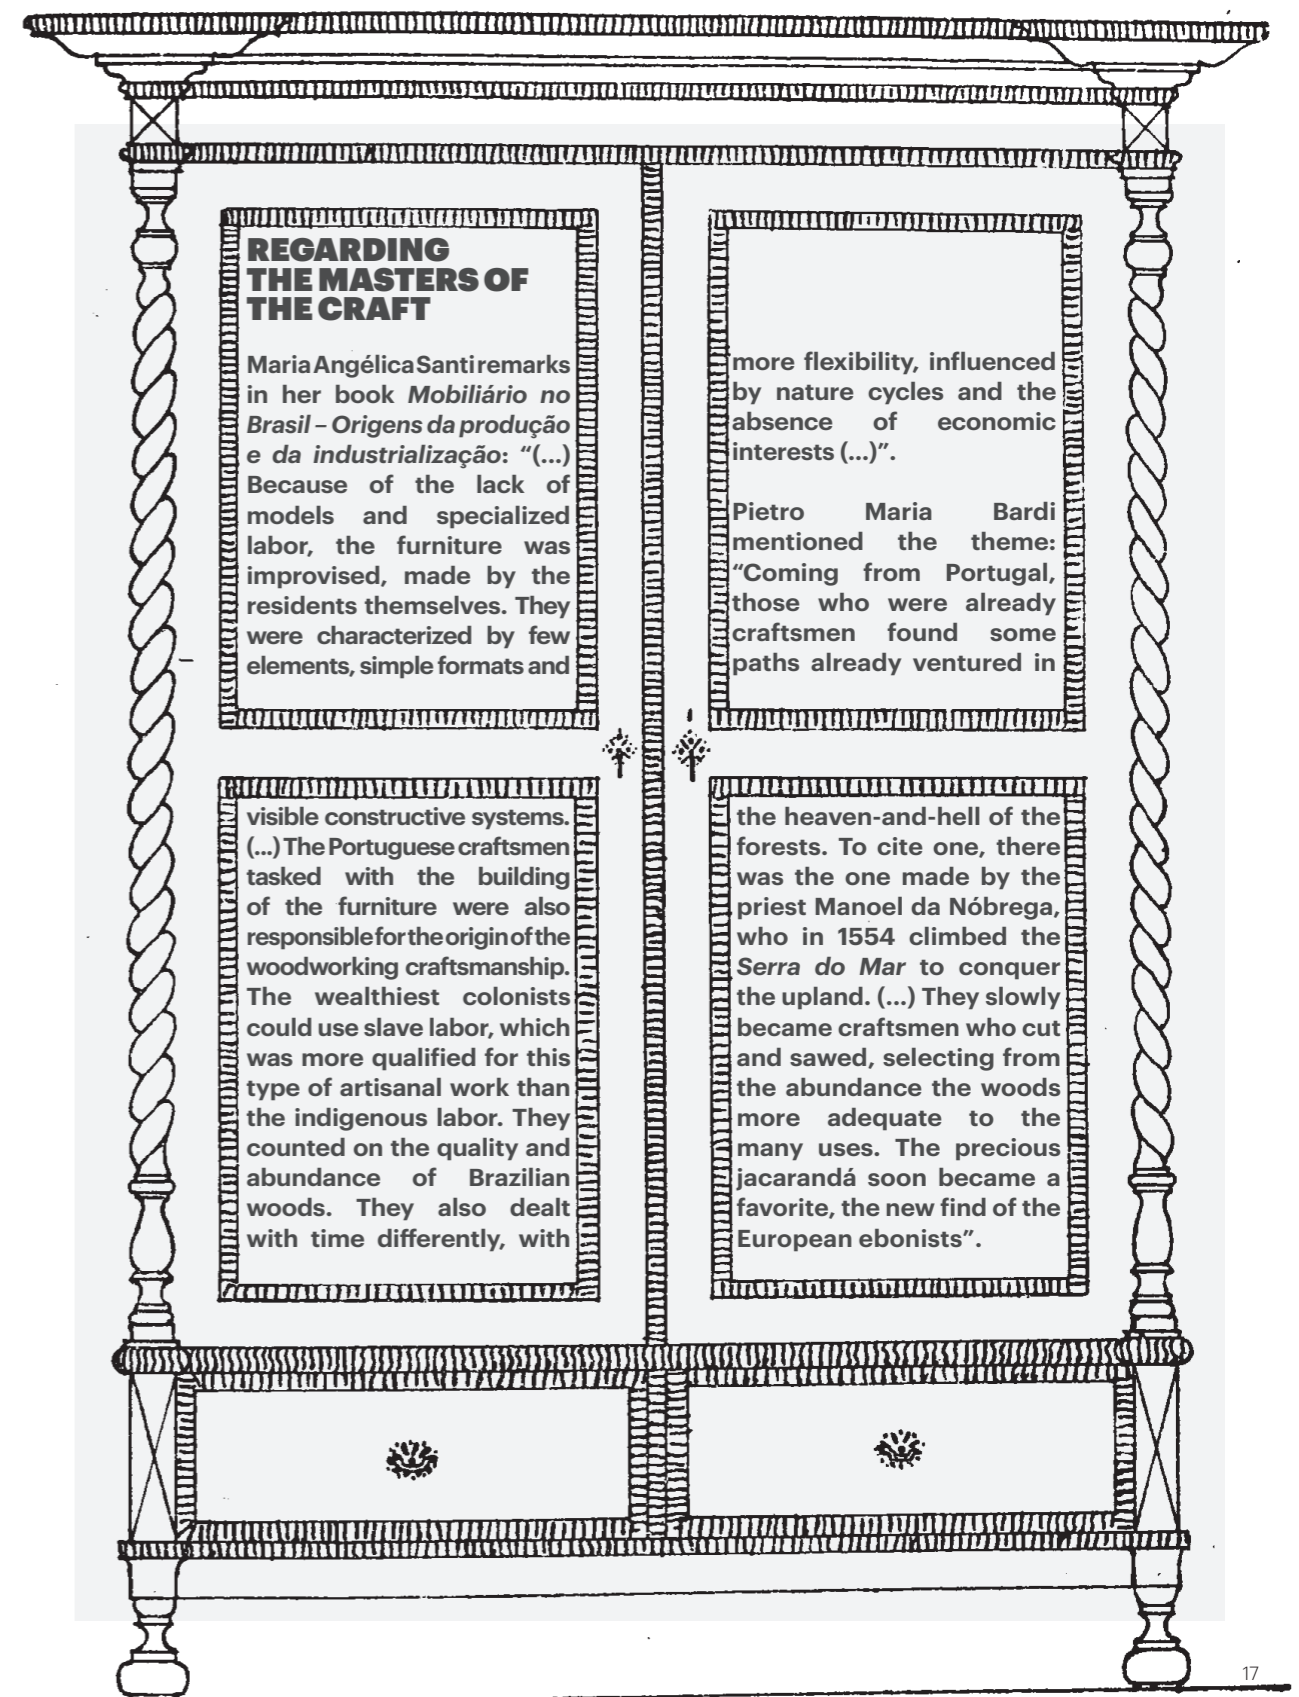 REGARDING
THE MASTERS OF
THE CRAFT
Maria Angélica Santi remarks
in her book Mobiliário no
Brasil – Origens da produção
e da industrialização: “(...)
Because of the lack of
models and specialized
labor, the furniture was
improvised, made by the
residents themselves. They
were characterized by few
elements, simple formats and
visible constructive systems.
(...) The Portuguese craftsmen
tasked with the building
of the furniture were also
responsible for the origin of the
woodworking craftsmanship.
The wealthiest colonists
could use slave labor, which
was more qualified for this
type of artisanal work than
the indigenous labor. They
counted on the quality and
abundance of Brazilian
woods. They also dealt
with time differently, with
more flexibility, influenced
by nature cycles and the
absence of economic
interests (...)”.
Pietro Maria Bardi
mentioned the theme:
“Coming from Portugal,
those who were already
craftsmen found some
paths already ventured in
the heaven-and-hell of the
forests. To cite one, there
was the one made by the
priest Manoel da Nóbrega,
who in 1554 climbed the
Serra do Mar to conquer
the upland. (...) They slowly
became craftsmen who cut
and sawed, selecting from
the abundance the woods
more adequate to the
many uses. The precious
jacarandá soon became a
favorite, the new find of the
European ebonists”.
17